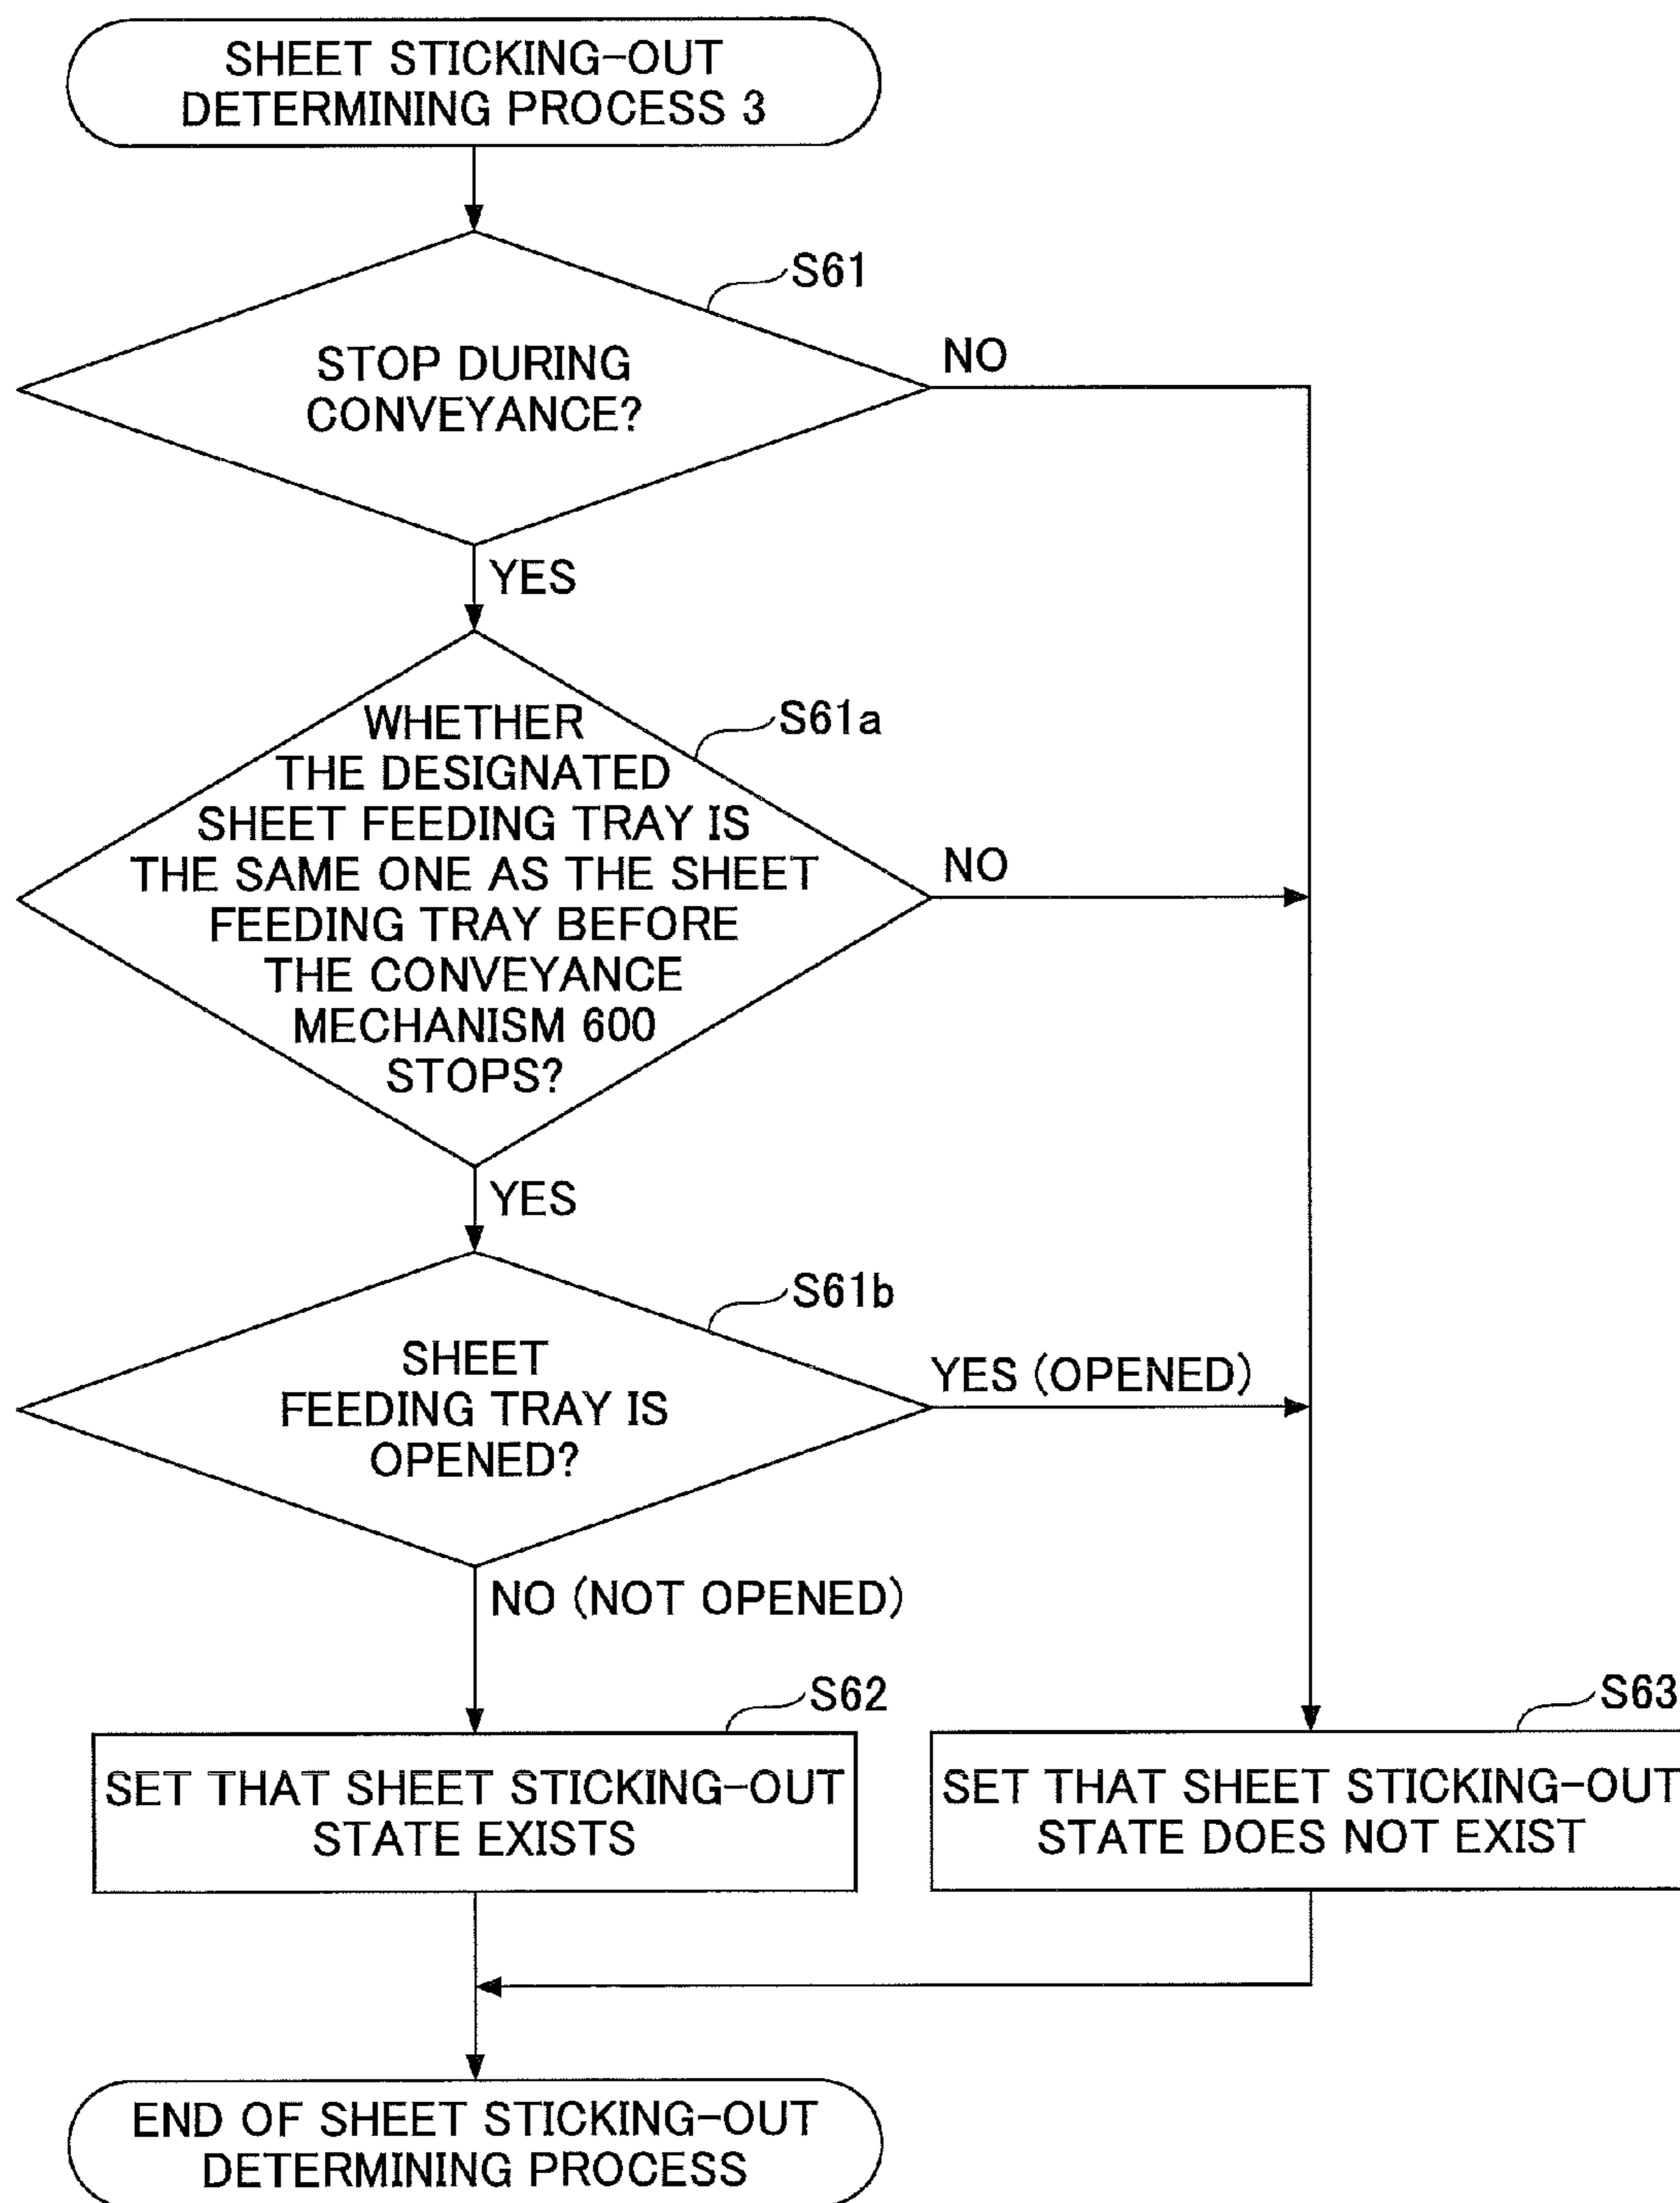 SHEET STICKING-OUT
DETERMINING PROCESS 3
S61
STOP DURING
CONVEYANCE?
NO
YES
S61a
WHETHER
THE DESIGNATED
SHEET FEEDING TRAY IS
THE SAME ONE AS THE SHEET
FEEDING TRAY BEFORE
THE CONVEYANCE
MECHANISM 600
STOPS?
NO
YES
S61b
SHEET
FEEDING TRAY IS
OPENED?
YES (OPENED)
NO (NOT OPENED)
S62
SET THAT SHEET STICKING-OUT
STATE EXISTS
S63
SET THAT SHEET STICKING-OUT
STATE DOES NOT EXIST
END OF SHEET STICKING-OUT
DETERMINING PROCESS